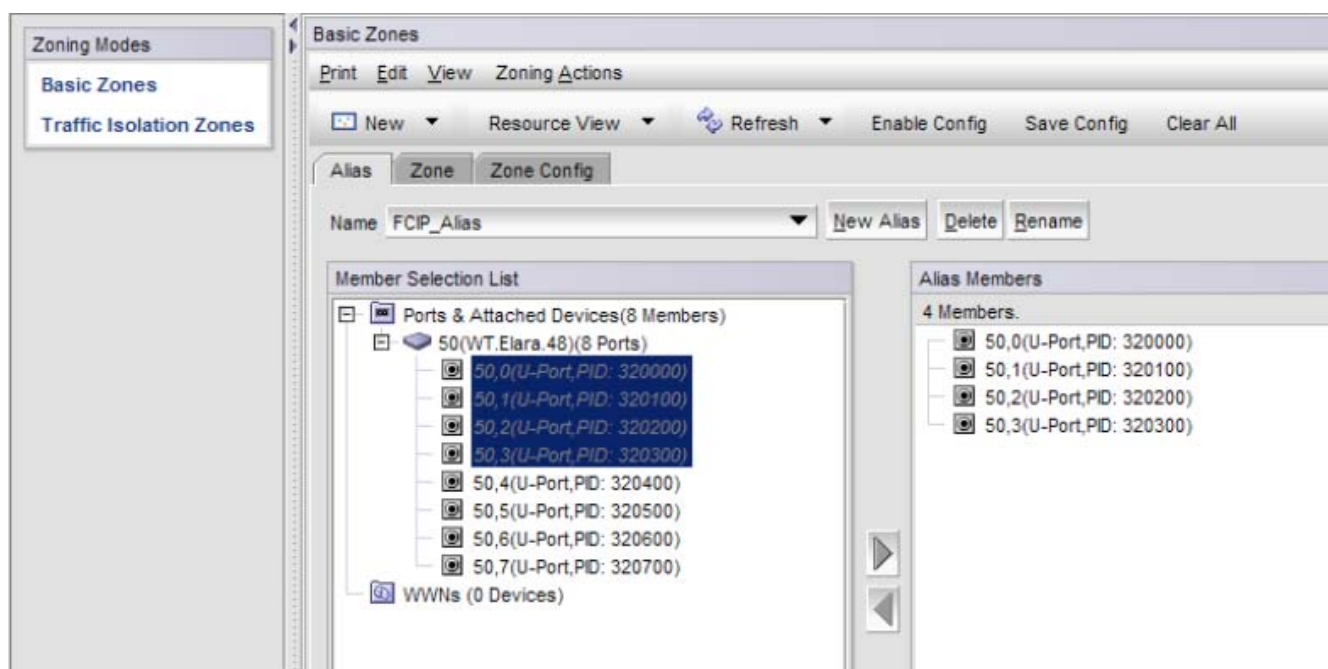 Zoning Modes
Basic Zones
Traffic Isolation Zones
Basic Zones
Print Edit View Zoning Actions
New Resource View Refresh Enable Config Save Config Clear All
Alias Zone Zone Config
Name FCIP_Alias New Alias Delete Rename
Member Selection List
Ports & Attached Devices(8 Members)
50(WT.Elara.48)(8 Ports)
50,0(U-Port,PID: 320000)
50,1(U-Port,PID: 320100)
50,2(U-Port,PID: 320200)
50,3(U-Port,PID: 320300)
50,4(U-Port,PID: 320400)
50,5(U-Port,PID: 320500)
50,6(U-Port,PID: 320600)
50,7(U-Port,PID: 320700)
WWNs (0 Devices)
Alias Members
4 Members.
50,0(U-Port,PID: 320000)
50,1(U-Port,PID: 320100)
50,2(U-Port,PID: 320200)
50,3(U-Port,PID: 320300)